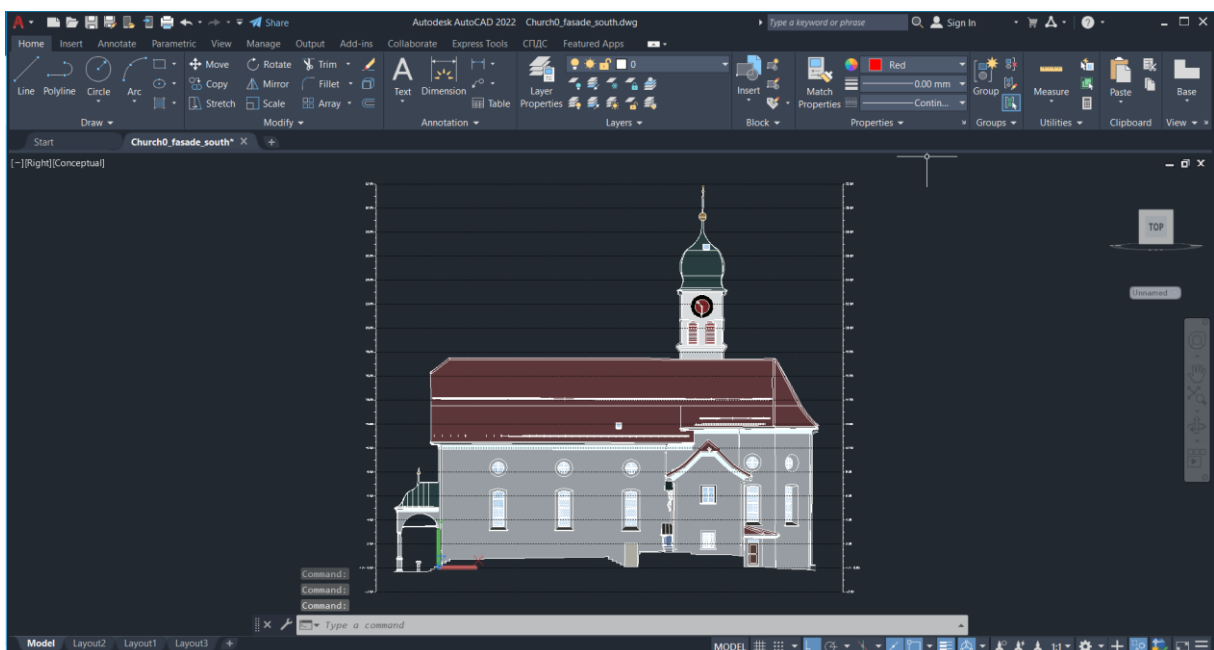 Share
Autodesk AutoCAD 2022 Church0_fasade_south.dwg
Type a keyword or phrase
Sign In
Home Insert Annotate Parametric View Manage Output Add-ins Collaborate Express Tools СПДС Featured Apps
Line Polyline Circle Arc
Move Rotate Trim
Copy Mirror Fillet
Stretch Scale Array
Text Dimension
Table
Layer Properties
0
Insert
Match Properties
Red
0.00 mm
Contin...
Group
Measure
Paste
Base
Draw Modify Annotation Layers Block Properties Groups Utilities Clipboard View
Start Church0_fasade_south*
[−][Right][Conceptual]
TOP
Unnamed
Command:
Command:
Command:
Type a command
Model Layout2 Layout1 Layout3 +
MODEL
1:1